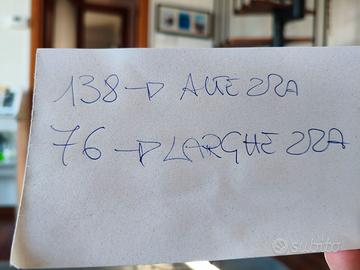 138 → ALTEZZA
76 → LARGHEZZA
subito